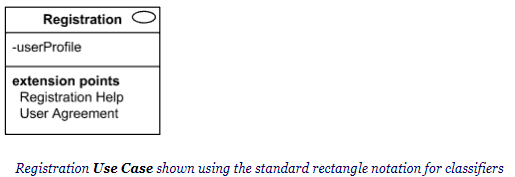 Registration
-userProfile
extension points
Registration Help
User Agreement
Registration Use Case shown using the standard rectangle notation for classifiers